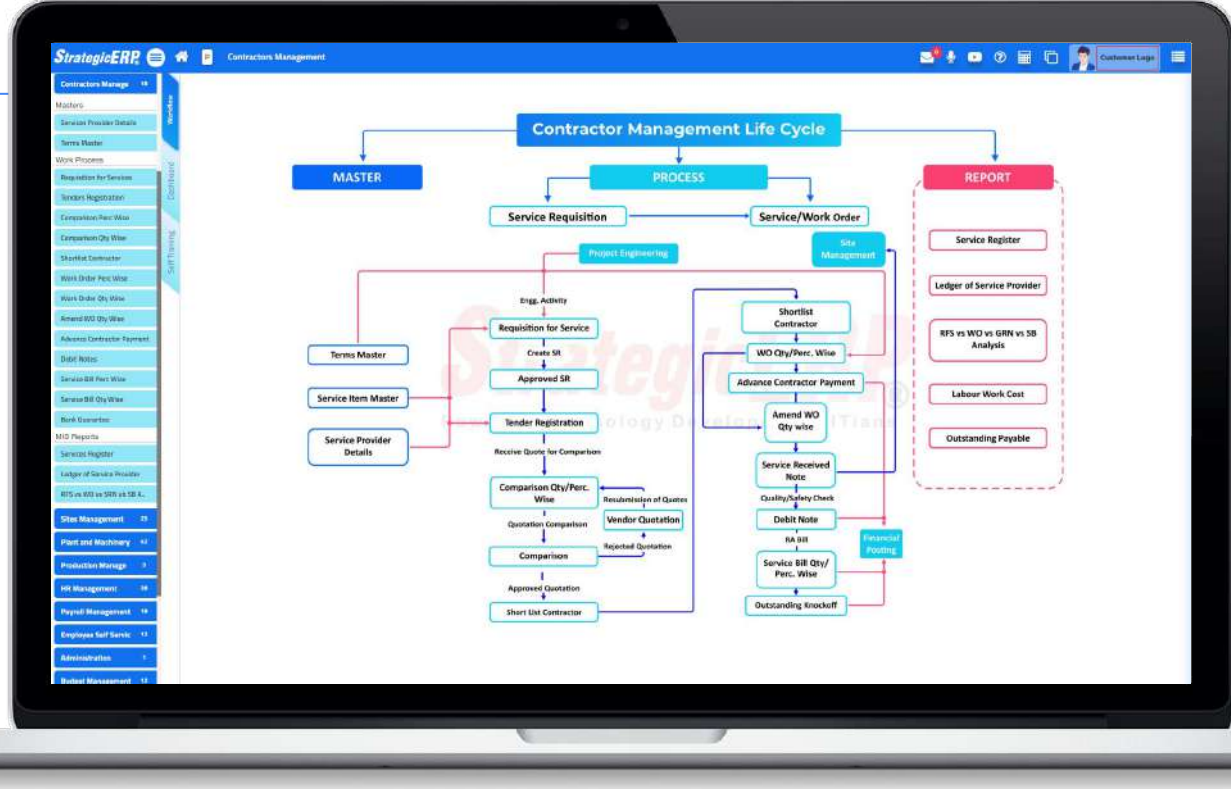 StrategicERP
Contractors Management
Customer Logo
Contractors Manage
Masters
Services Provider Details
Terms Master
Work Process
Requisition for Services
Tenders Registration
Comparison Perc Wise
Comparison Qty Wise
Shortlist Contractor
Work Order Perc Wise
Work Order Qty Wise
Amend WO Qty Wise
Advance Contractor Payment
Debit Notes
Service Bill Perc Wise
Service Bill Qty Wise
Bank Guarantee
MIS Reports
Services Register
Ledger of Service Provider
RFS vs WO vs SRN vs SB R..
Sites Management 25
Plant and Machinery
Production Manage
HR Management
Payroll Management
Employee Self Servic
Administration
Budget Management 12
Workflow
Dashboard
Self Training
Contractor Management Life Cycle
MASTER
PROCESS
REPORT
Service Requisition
Service/Work Order
Project Engineering
Site
Management
Engg. Activity
Requisition for Service
Create SR
Approved SR
Tender Registration
Receive Quote for Comparison
Comparison Qty/Perc.
Wise
Resubmission of Quotes
Vendor Quotation
Quotation Comparison
Rejected Quotation
Comparison
Approved Quotation
Short List Contractor
Terms Master
Service Item Master
Service Provider
Details
Shortlist
Contractor
WO Qty/Perc. Wise
Advance Contractor Payment
Amend WO
Qty wise
Service Received
Note
Quality/Safety Check
Debit Note
RA Bill
Financial
Posting
Service Bill Qty/
Perc. Wise
Outstanding Knockoff
Service Register
Ledger of Service Provider
RFS vs WO vs GRN vs SB
Analysis
Labour Work Cost
Outstanding Payable
StrategicERP
®